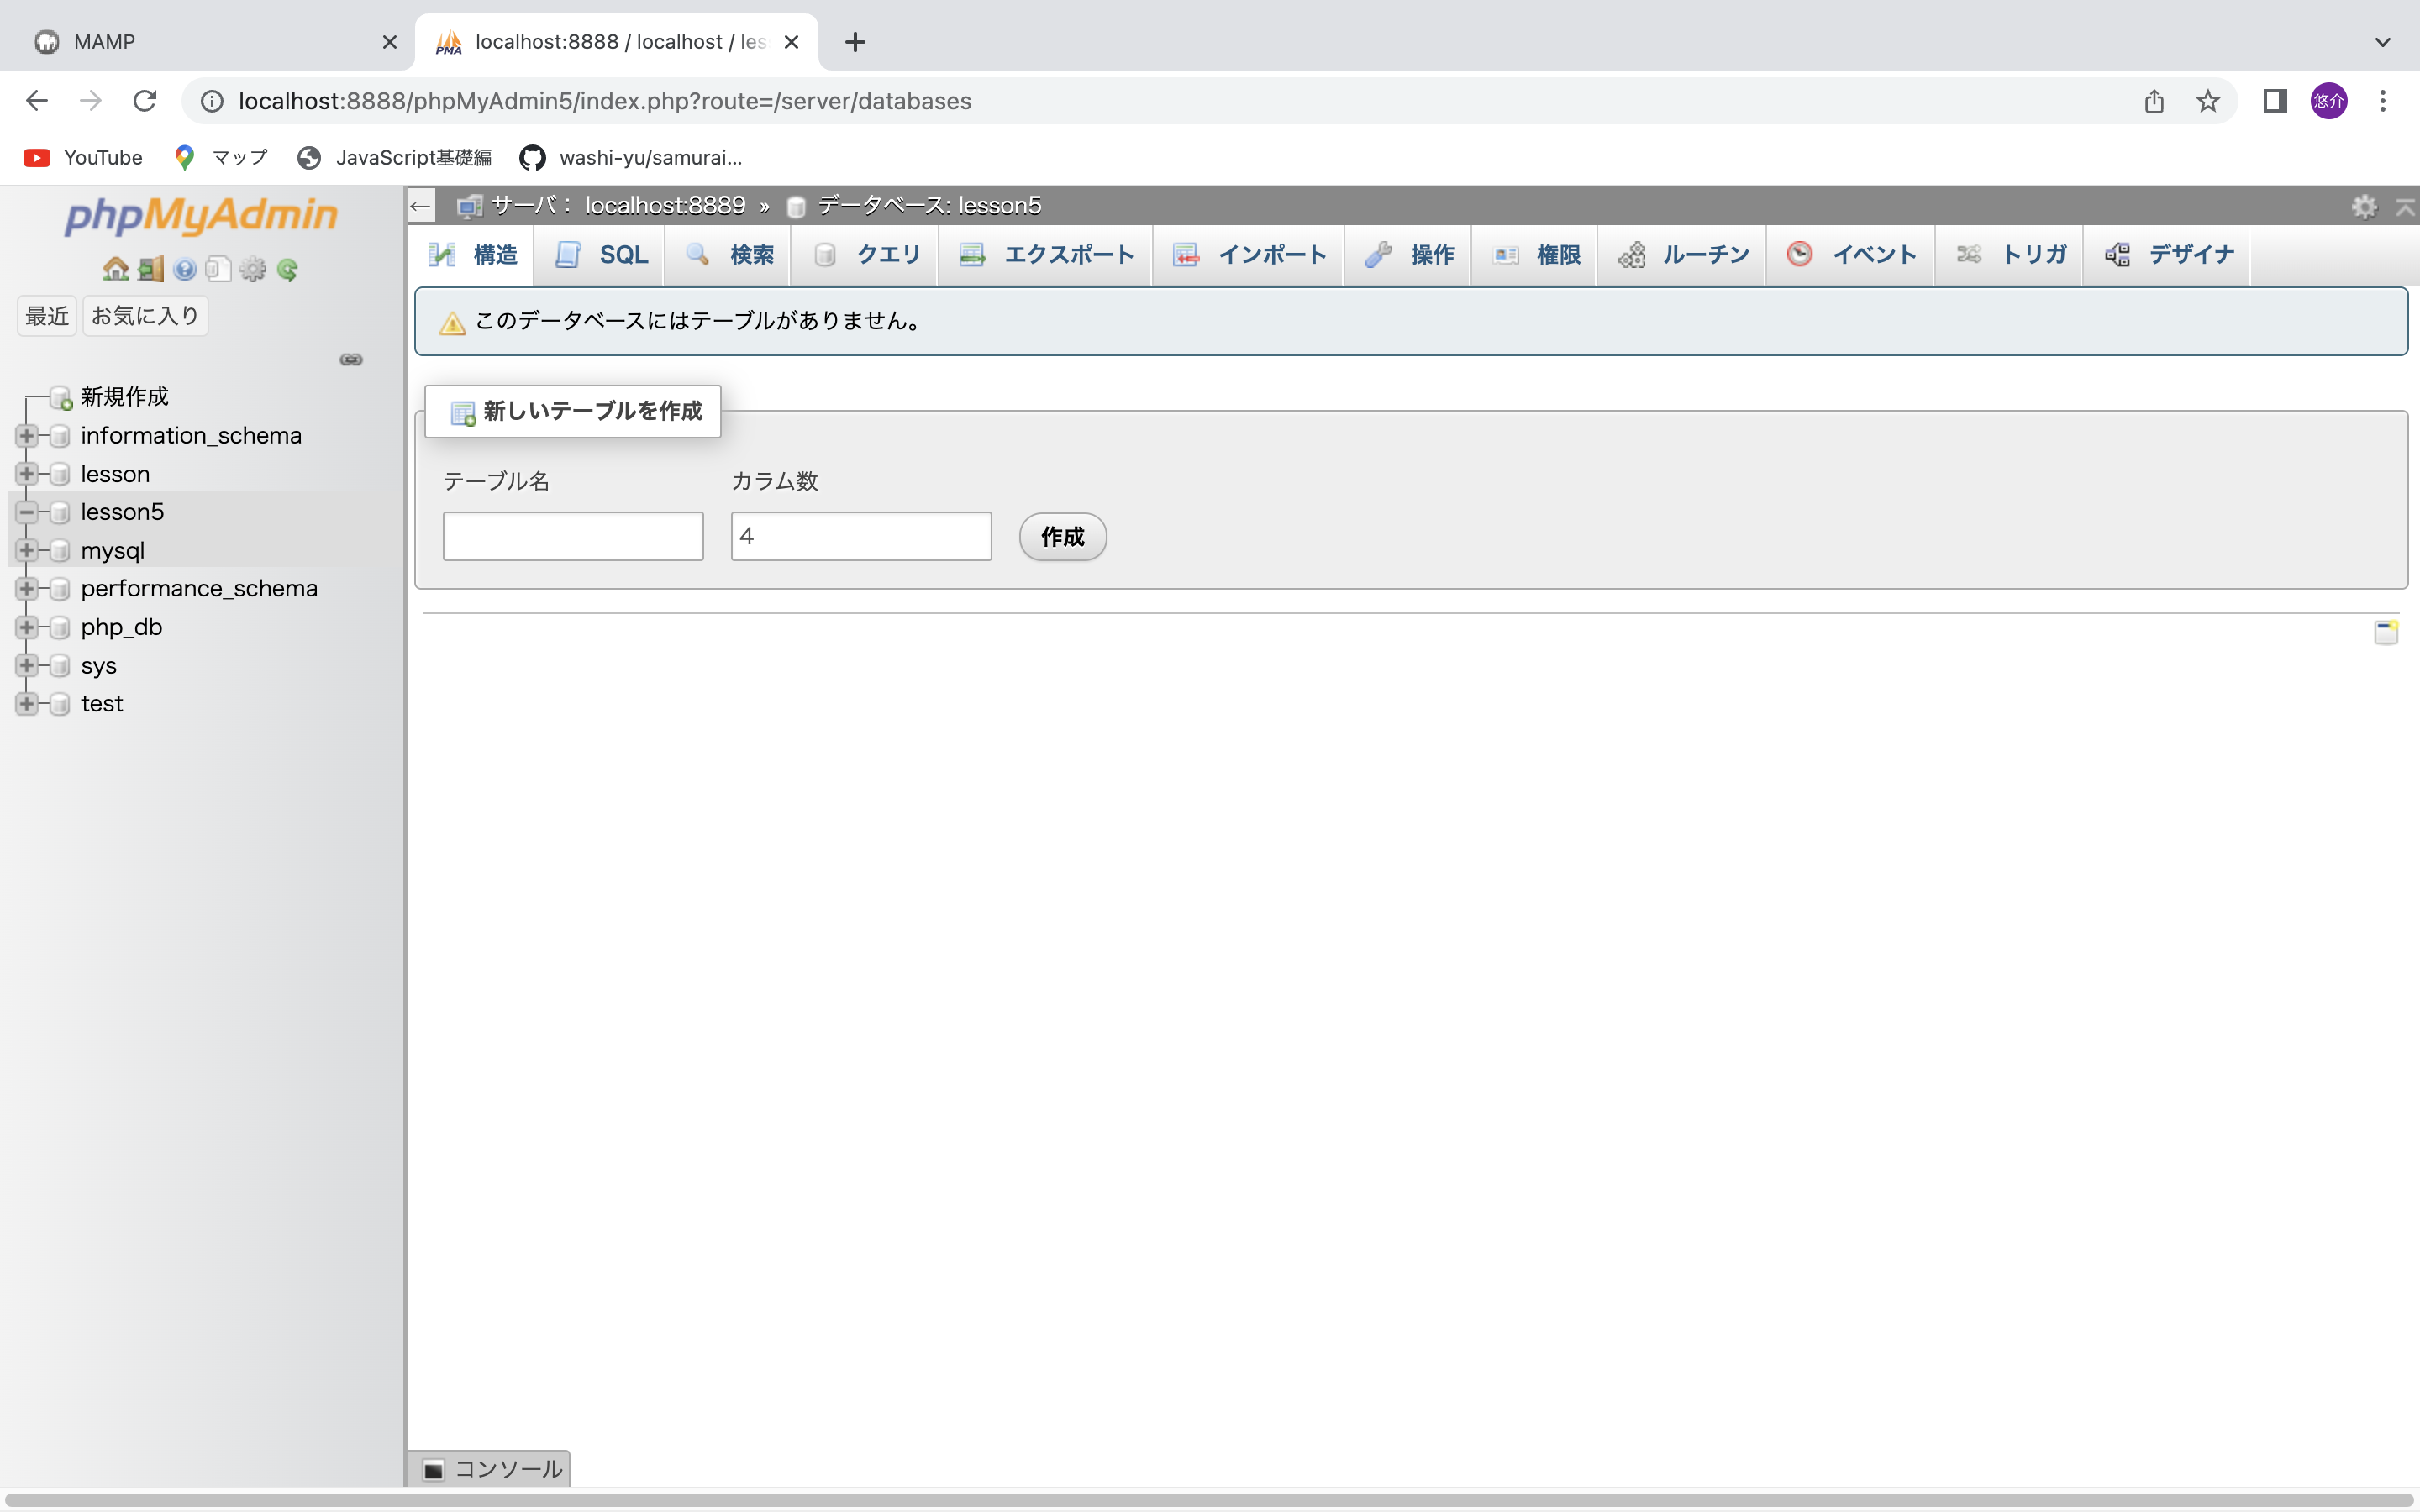 MAMP
localhost:8888 / localhost / les
localhost:8888/phpMyAdmin5/index.php?route=/server/databases
悠介
YouTube
マップ
JavaScript基礎編
washi-yu/samurai...
phpMyAdmin
最近
お気に入り
新規作成
information_schema
lesson
lesson5
mysql
performance_schema
php_db
sys
test
サーバ： localhost:8889 » データベース: lesson5
構造
SQL
検索
クエリ
エクスポート
インポート
操作
権限
ルーチン
イベント
トリガ
デザイナ
このデータベースにはテーブルがありません。
新しいテーブルを作成
テーブル名
カラム数
4
作成
コンソール